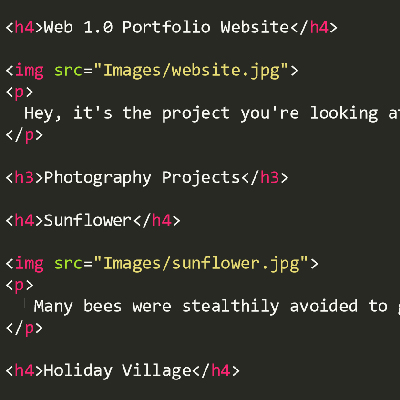 <h4>Web 1.0 Portfolio Website</h4>
<img src="Images/website.jpg">
<p>
Hey, it's the project you're looking
</p>
<h3>Photography Projects</h3>
<h4>Sunflower</h4>
<img src="Images/sunflower.jpg">
<p>
Many bees were stealthily avoided to
</p>
<h4>Holiday Village</h4>